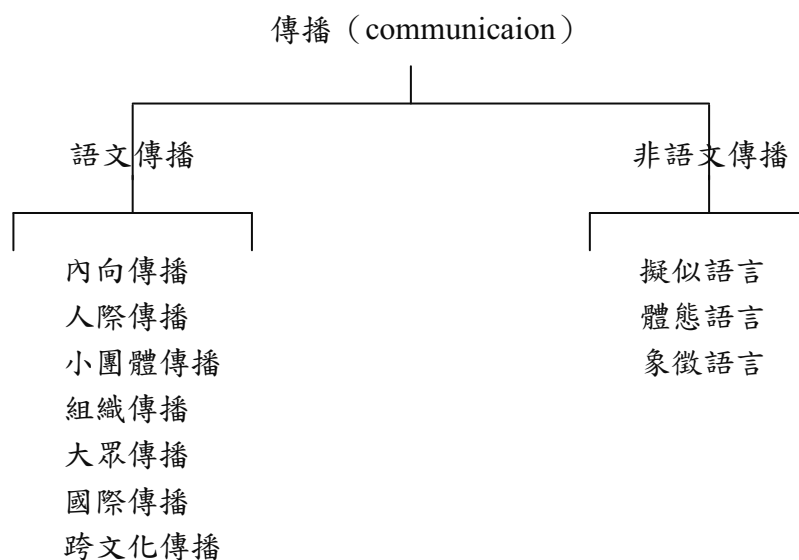 傳播（communicaion）
語文傳播
非語文傳播
內向傳播
人際傳播
小團體傳播
組織傳播
大眾傳播
國際傳播
跨文化傳播
擬似語言
體態語言
象徵語言